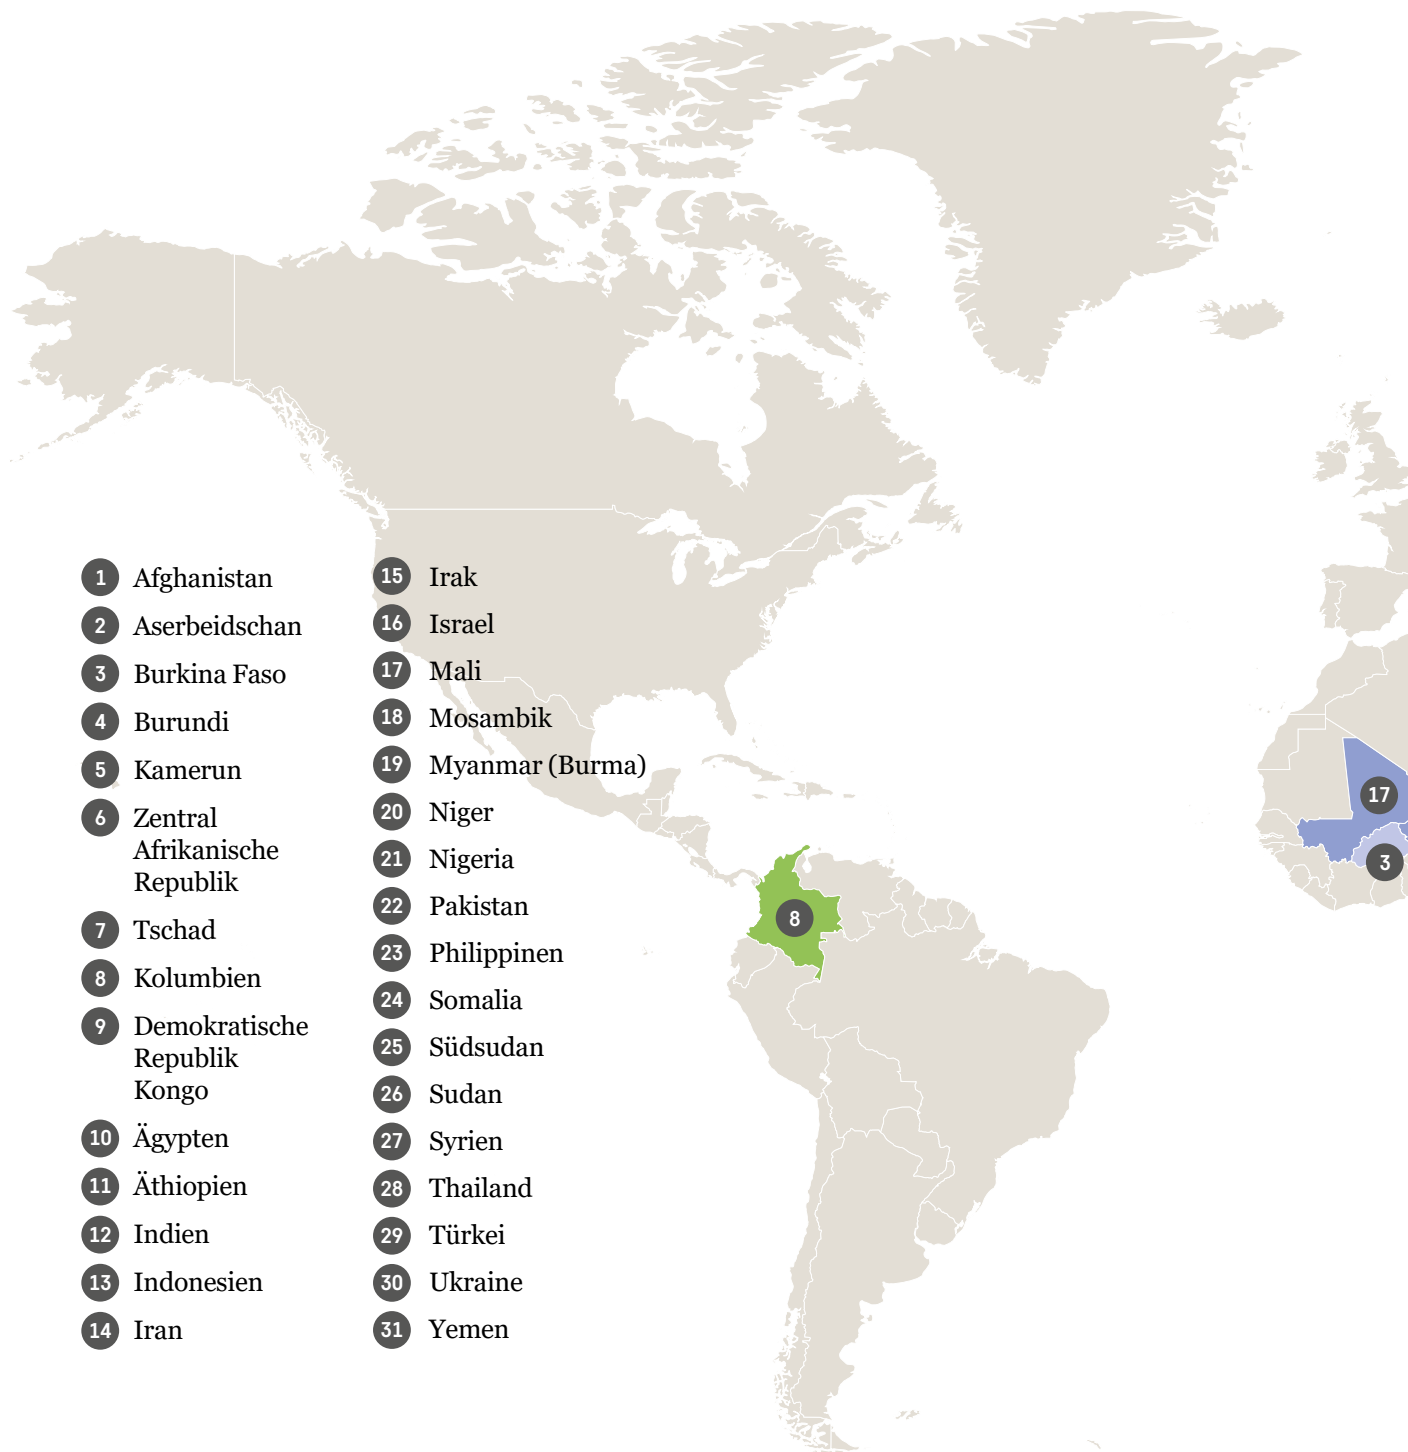 1 Afghanistan
2 Aserbeidschan
3 Burkina Faso
4 Burundi
5 Kamerun
6 Zentral
Afrikanische
Republik
7 Tschad
8 Kolumbien
9 Demokratische
Republik
Kongo
10 Ägypten
11 Äthiopien
12 Indien
13 Indonesien
14 Iran
15 Irak
16 Israel
17 Mali
18 Mosambik
19 Myanmar (Burma)
20 Niger
21 Nigeria
22 Pakistan
23 Philippinen
24 Somalia
25 Südsudan
26 Sudan
27 Syrien
28 Thailand
29 Türkei
30 Ukraine
31 Yemen
8
17
3